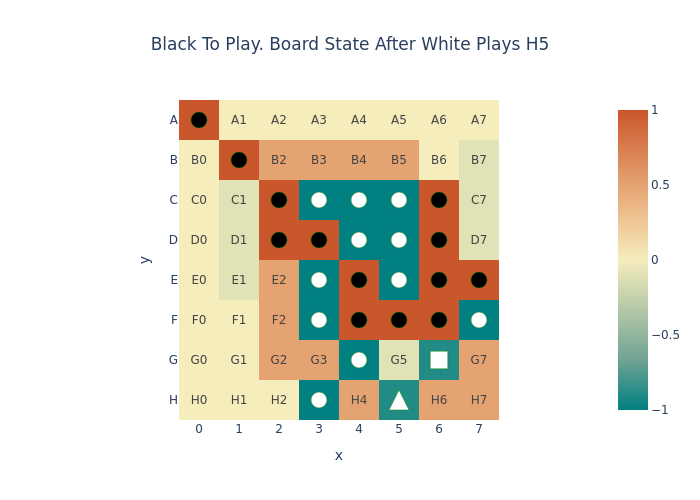 Black To Play. Board State After White Plays H5
A A1 A2 A3 A4 A5 A6 A7
B B0 B2 B3 B4 B5 B6 B7
C C0 C1 C7
D D0 D1 D7
E E0 E1 E2
F F0 F1 F2
G G0 G1 G2 G3 G5 G7
H H0 H1 H2 H4 H6 H7
0 1 2 3 4 5 6 7
x
y
1
0.5
0
−0.5
−1